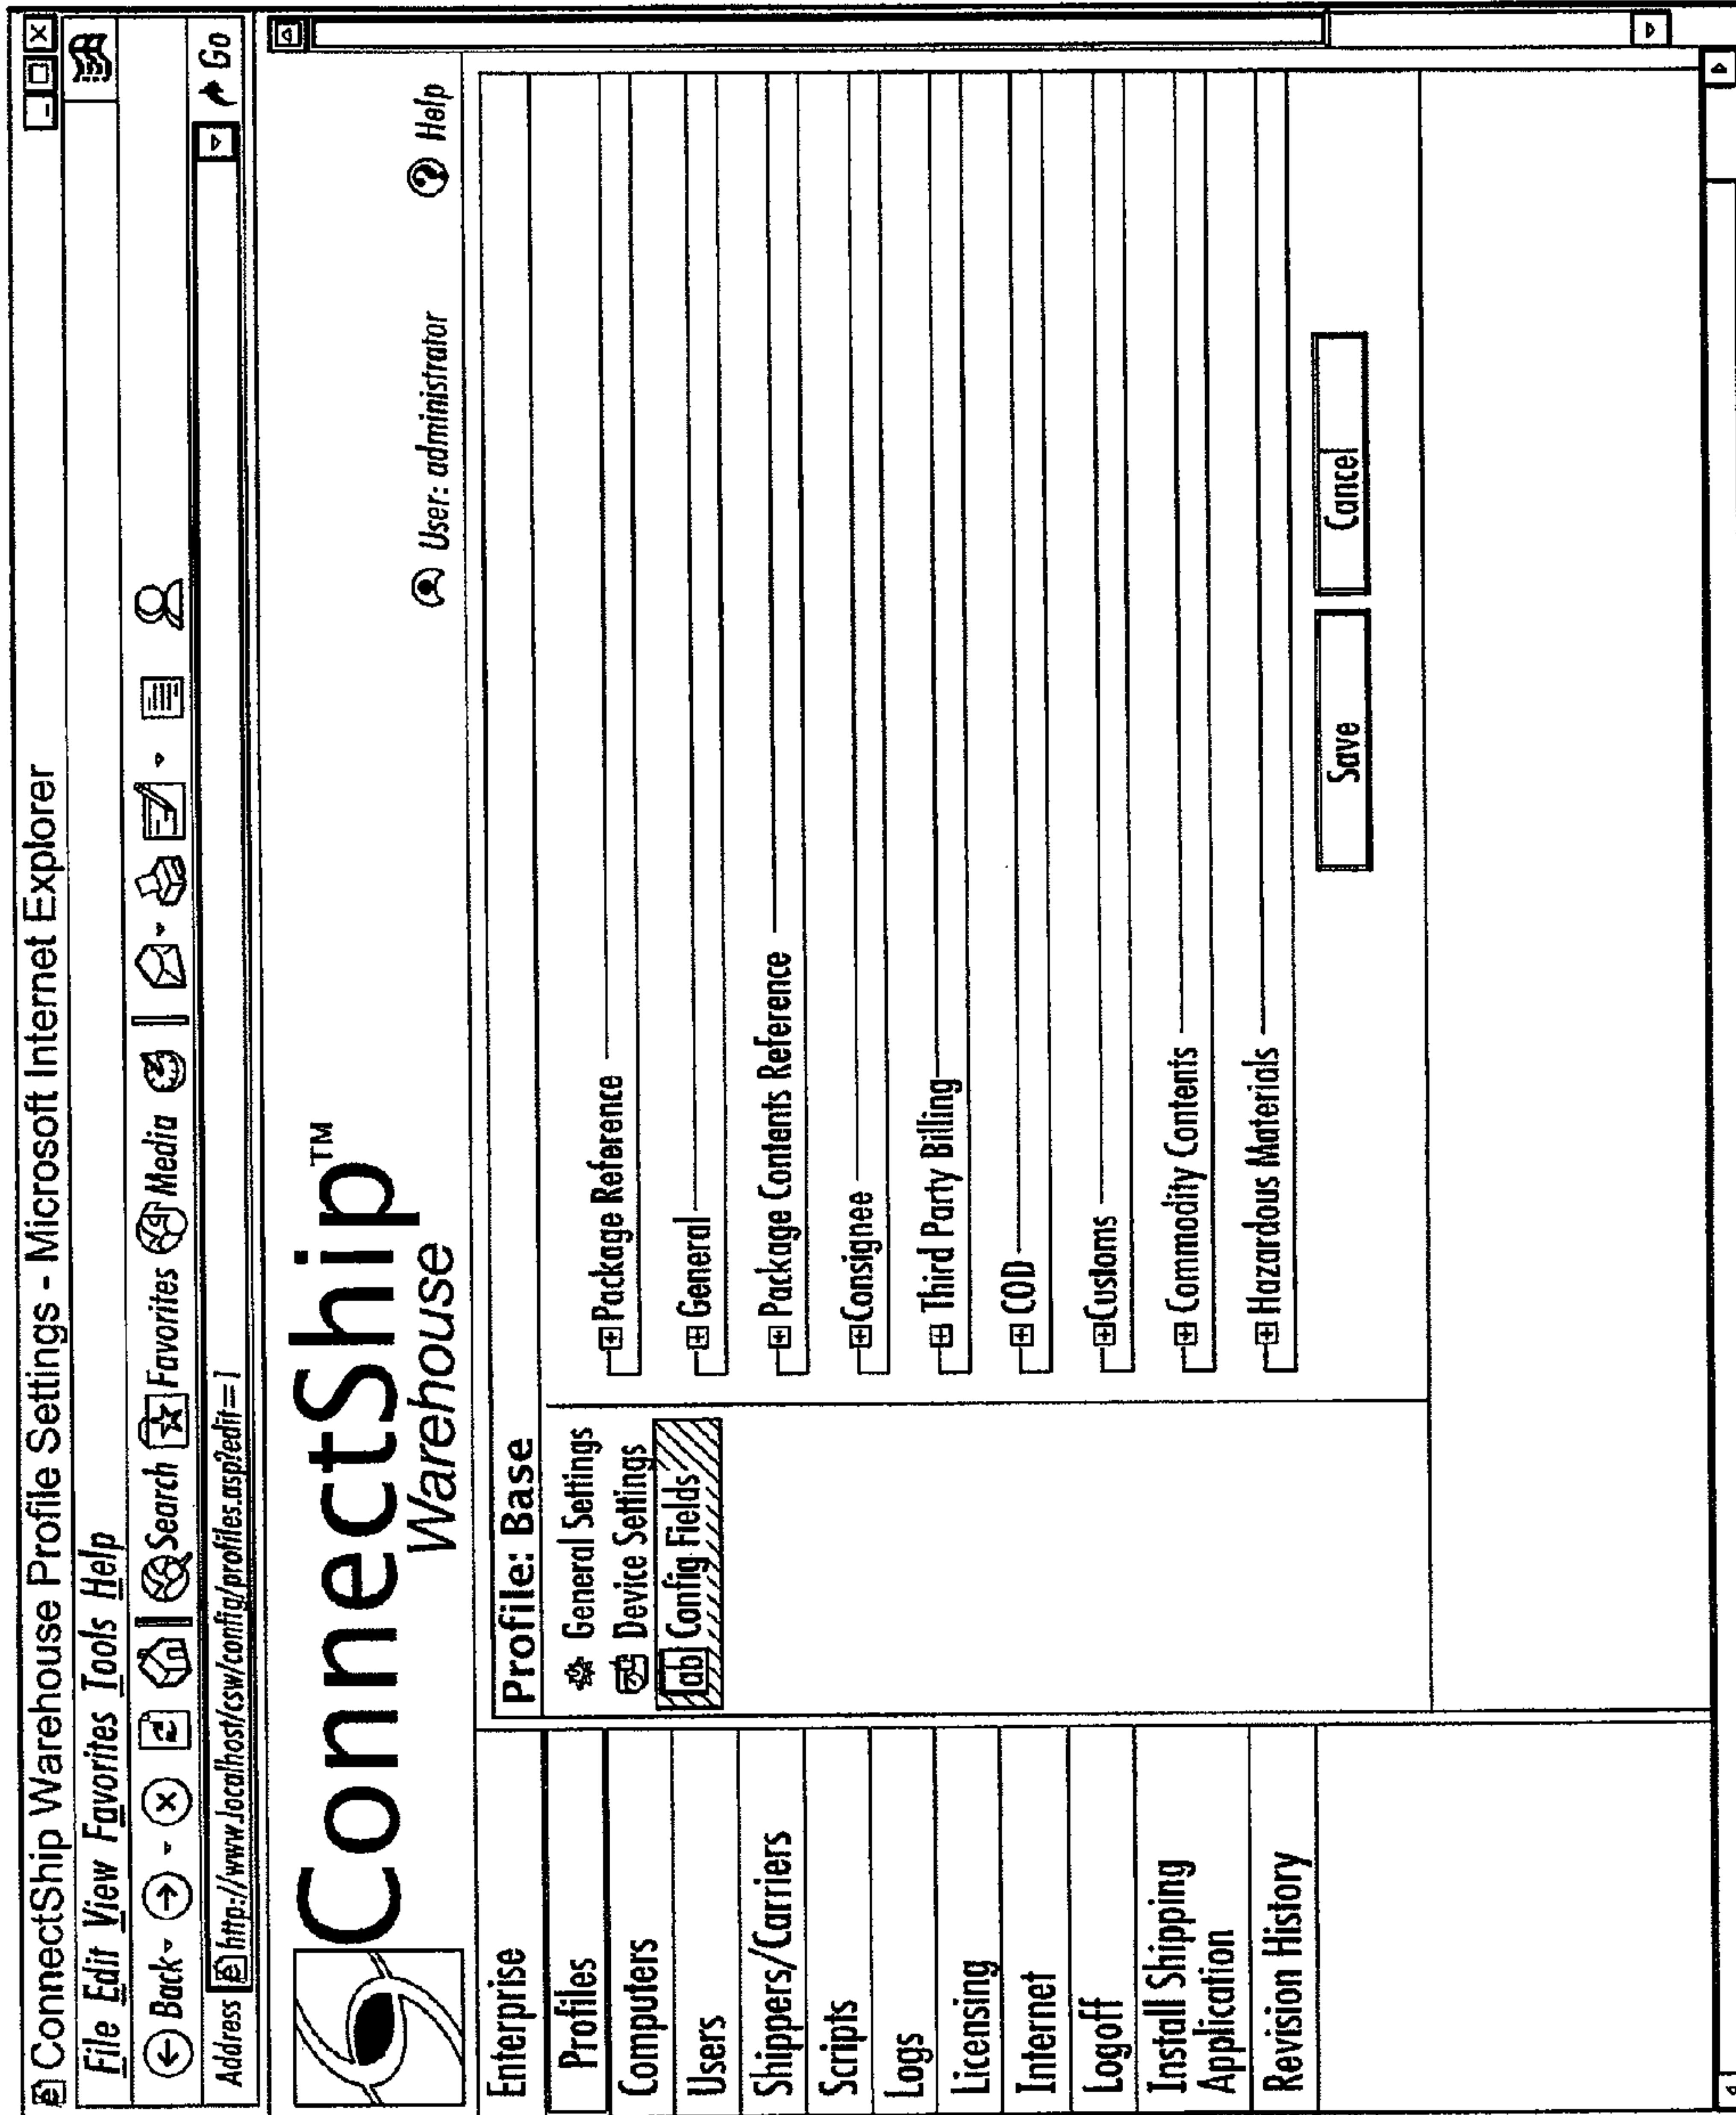 ConnectShip Warehouse Profile Settings - Microsoft Internet Explorer
File Edit View Favorites Tools Help
Back Search Favorites Media
Address http://www.localhost/csw/config/profiles.asp?edit=1 Go
ConnectShip™
Warehouse
User: administrator Help
Enterprise
Profiles
Computers
Users
Shippers/Carriers
Scripts
Logs
Licensing
Internet
Logoff
Install Shipping
Application
Revision History
Profile: Base
General Settings
Device Settings
ab Config Fields
Package Reference
General
Package Contents Reference
Consignee
Third Party Billing
COD
Customs
Commodity Contents
Hazardous Materials
Save Cancel